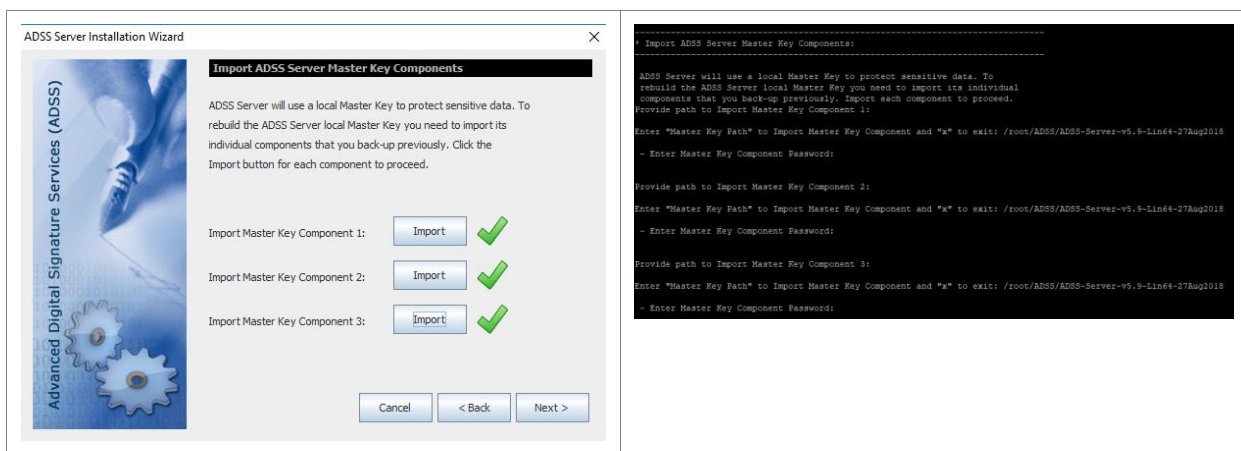 ADSS Server Installation Wizard
Advanced Digital Signature Services (ADSS)
Import ADSS Server Master Key Components
ADSS Server will use a local Master Key to protect sensitive data. To
rebuild the ADSS Server local Master Key you need to import its
individual components that you back-up previously. Click the
Import button for each component to proceed.
Import Master Key Component 1: Import
Import Master Key Component 2: Import
Import Master Key Component 3: Import
Cancel < Back Next >
* Import ADSS Server Master Key Components:
ADSS Server will use a local Master Key to protect sensitive data. To
rebuild the ADSS Server local Master Key you need to import its individual
components that you back-up previously. Import each component to proceed.
Provide path to Import Master Key Component 1:
Enter "Master Key Path" to Import Master Key Component and "x" to exit: /root/ADSS/ADSS-Server-v5.9-Lin64-27Aug2018
- Enter Master Key Component Password:
Provide path to Import Master Key Component 2:
Enter "Master Key Path" to Import Master Key Component and "x" to exit: /root/ADSS/ADSS-Server-v5.9-Lin64-27Aug2018
- Enter Master Key Component Password:
Provide path to Import Master Key Component 3:
Enter "Master Key Path" to Import Master Key Component and "x" to exit: /root/ADSS/ADSS-Server-v5.9-Lin64-27Aug2018
- Enter Master Key Component Password: